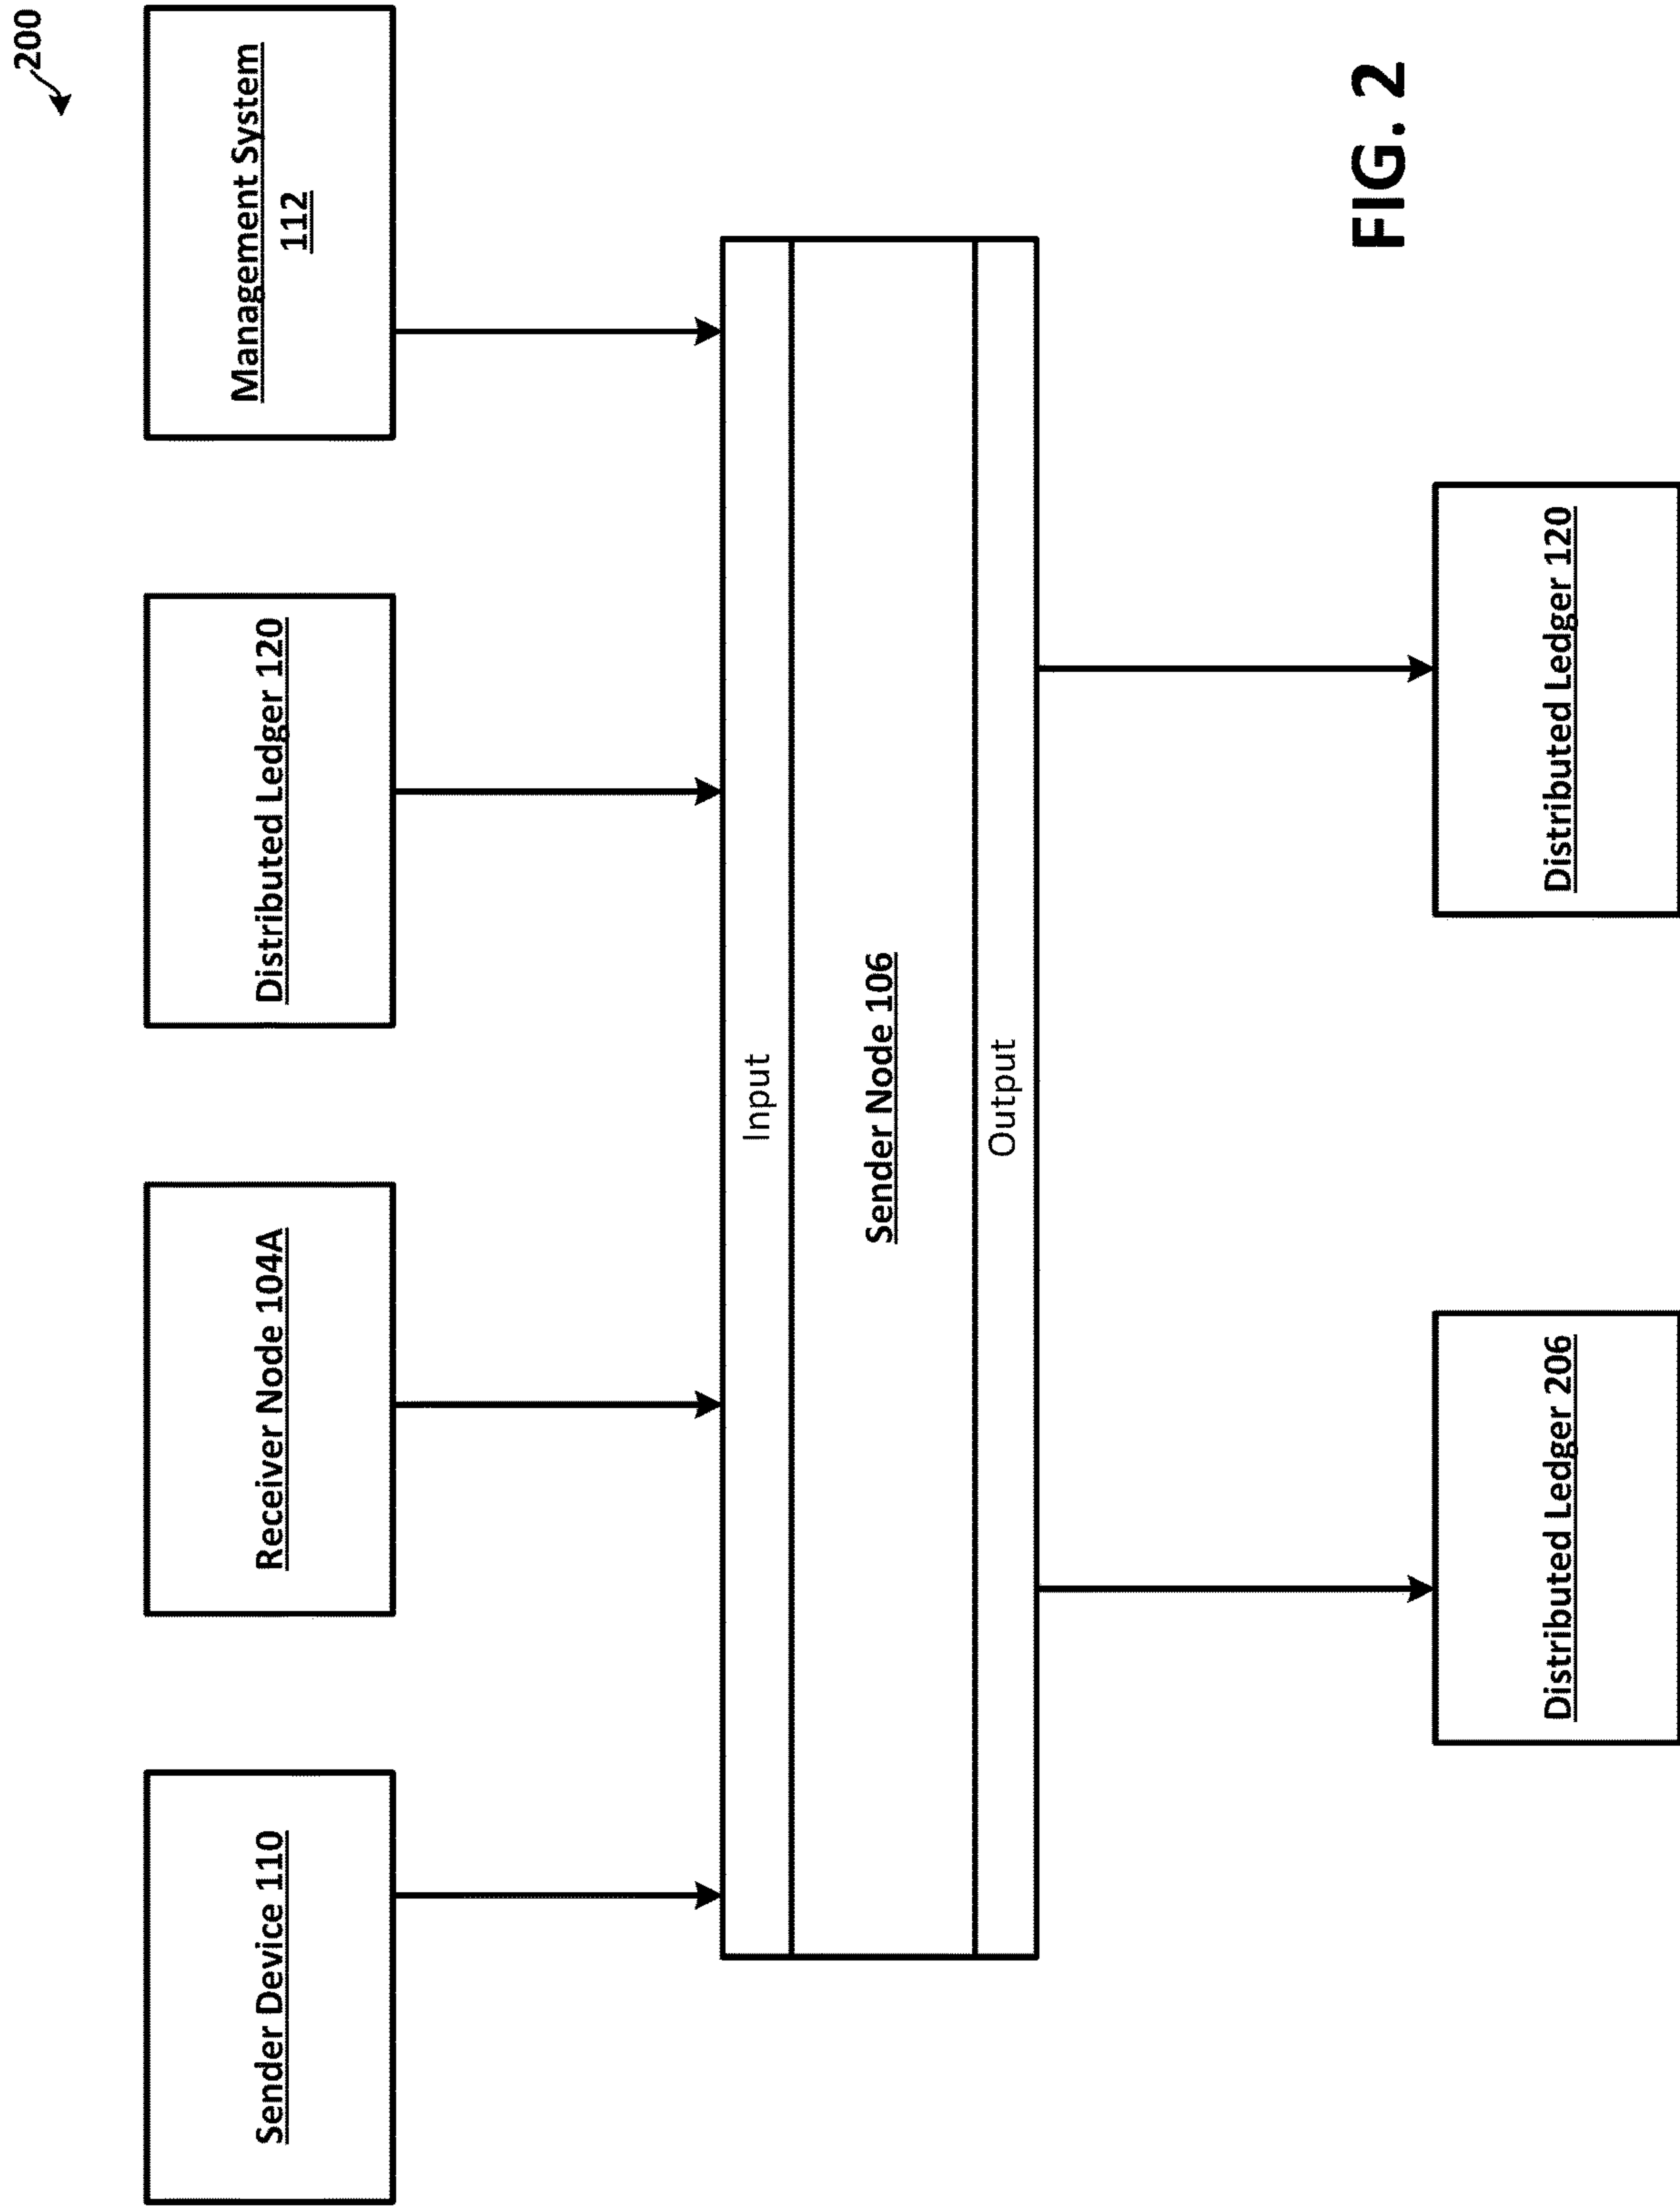 200
Sender Device 110
Receiver Node 104A
Distributed Ledger 120
Management System
112
Input
Sender Node 106
Output
Distributed Ledger 206
Distributed Ledger 120
FIG. 2